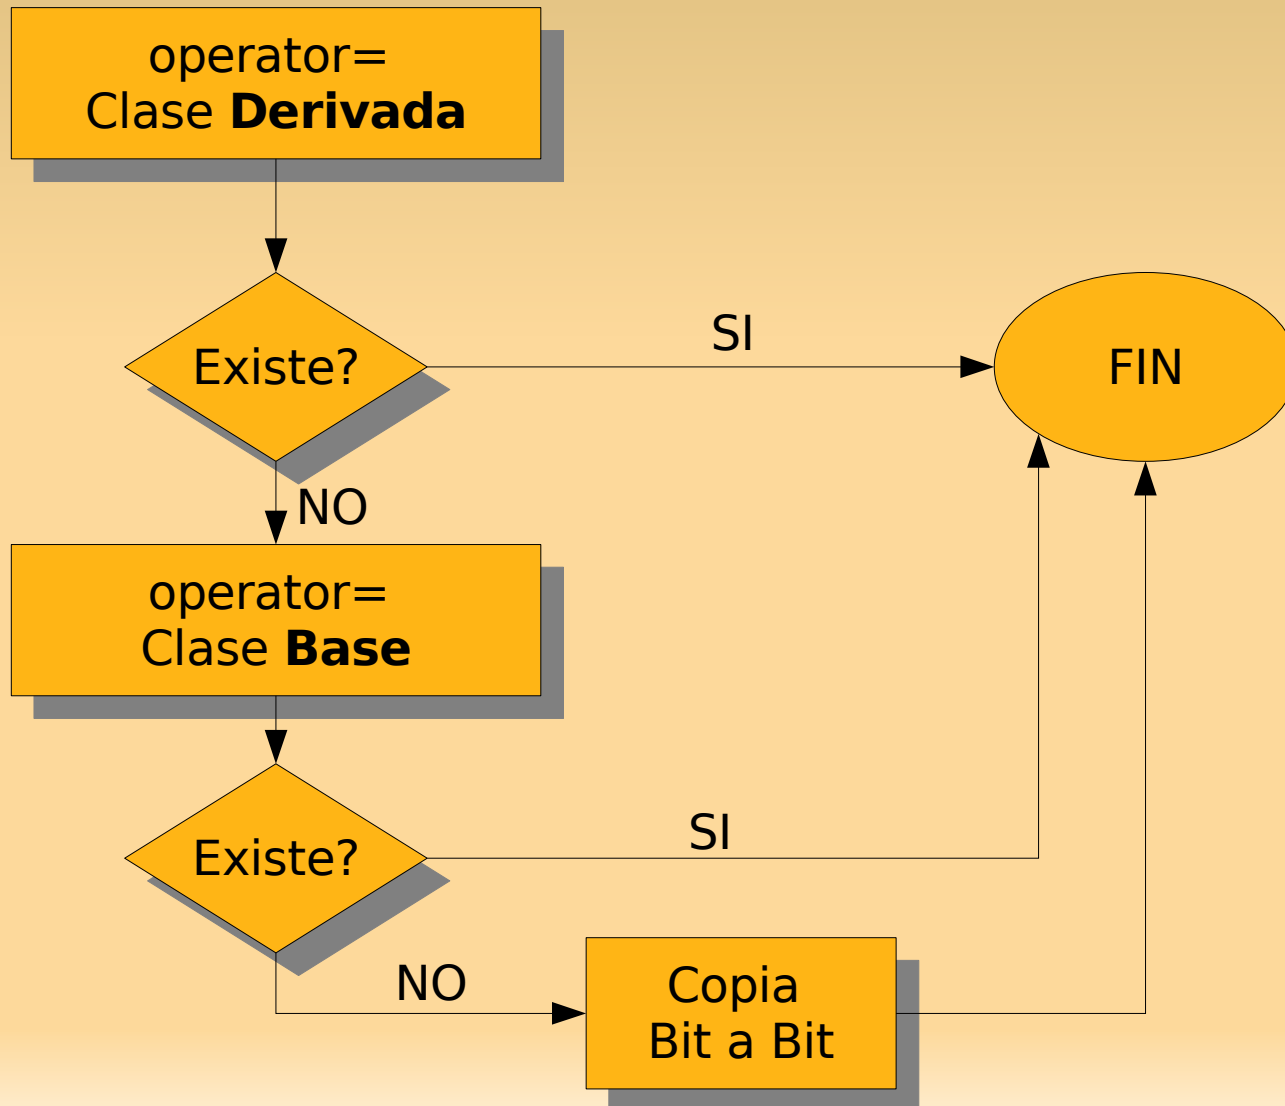 operator=
Clase Derivada
Existe?
SI
FIN
NO
operator=
Clase Base
Existe?
SI
NO
Copia
Bit a Bit